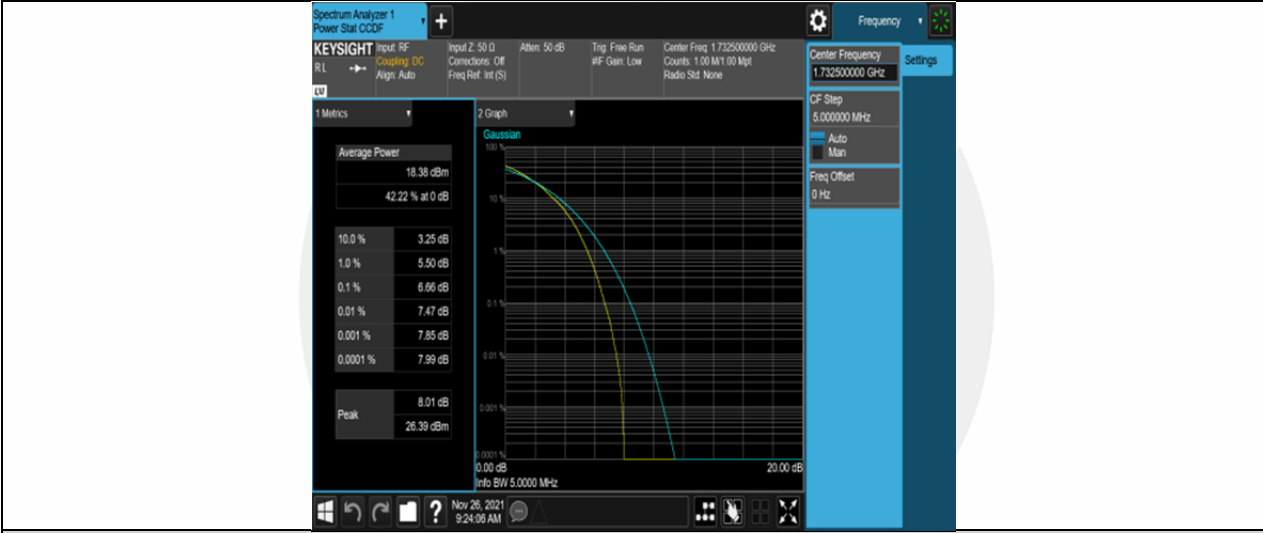 Spectrum Analyzer 1
Power Stat CCDF
+
Frequency
KEYSIGHT Input: RF
Coupling: DC
Align: Auto
R L
LV
Input Z: 50 Ω
Corrections: Off
Freq Ref: Int (S)
Atten: 50 dB
Trig: Free Run
#IF Gain: Low
Center Freq: 1.732500000 GHz
Counts: 1.00 M/1.00 Mpt
Radio Std: None
Center Frequency
1.732500000 GHz
Settings
CF Step
5.000000 MHz
Auto
Man
Freq Offset
0 Hz
1 Metrics
Average Power
18.38 dBm
42.22 % at 0 dB
10.0 % 3.25 dB
1.0 % 5.50 dB
0.1 % 6.66 dB
0.01 % 7.47 dB
0.001 % 7.85 dB
0.0001 % 7.99 dB
Peak
8.01 dB
26.39 dBm
2 Graph
Gaussian
100 %
10 %
1 %
0.1 %
0.01 %
0.001 %
0.0001 %
0.00 dB 20.00 dB
Info BW 5.0000 MHz
?
Nov 26, 2021
9:24:06 AM